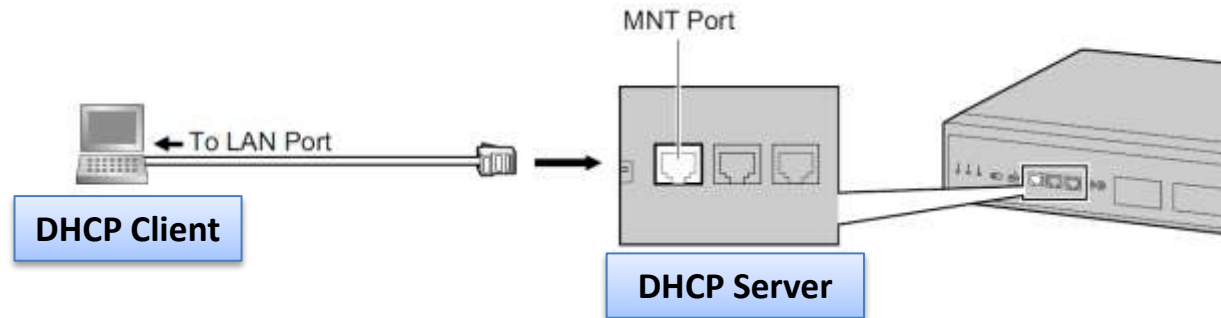 MNT Port
To LAN Port
DHCP Client
DHCP Server